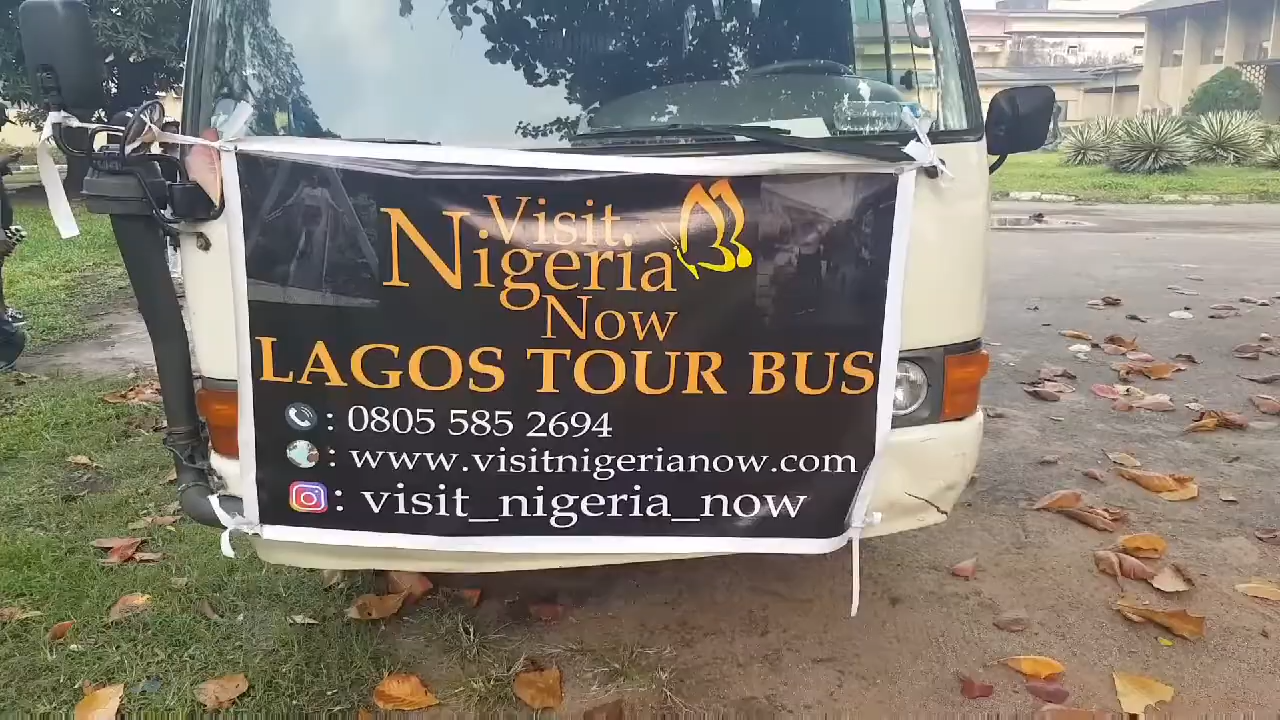 Visit
Nigeria
Now
LAGOS TOUR BUS
: 0805 585 2694
: www.visitnigerianow.com
: visit_nigeria_now